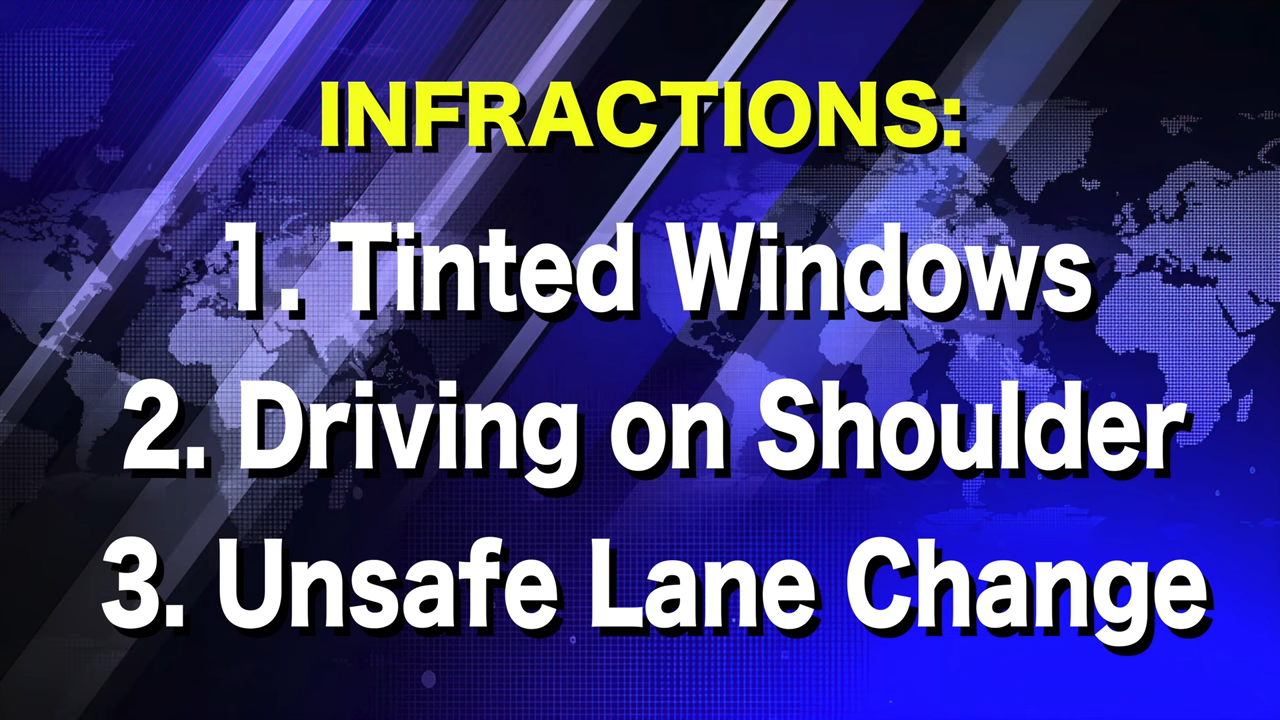 INFRACTIONS:
1. Tinted Windows
2. Driving on Shoulder
3. Unsafe Lane Change